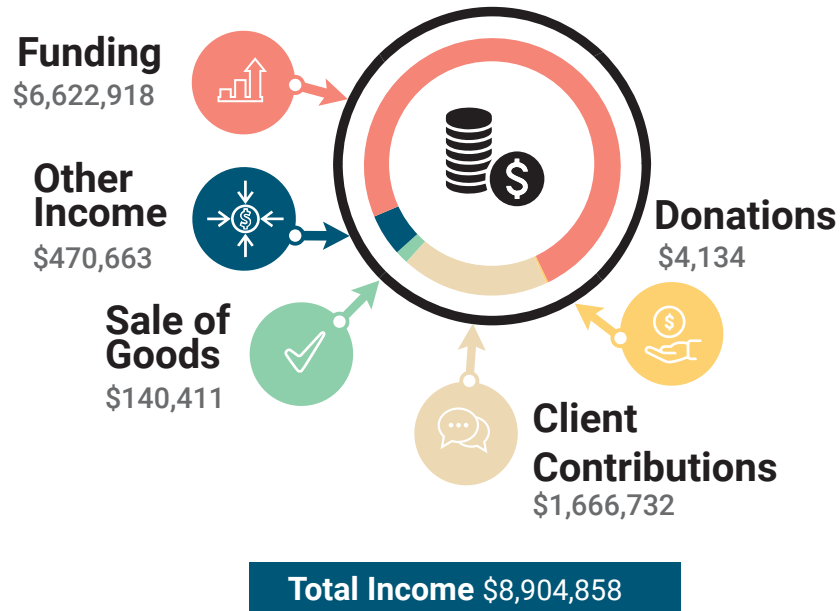 Funding
$6,622,918
Other
Income
$470,663
Sale of
Goods
$140,411
Donations
$4,134
Client
Contributions
$1,666,732
$
$
$
Total Income $8,904,858